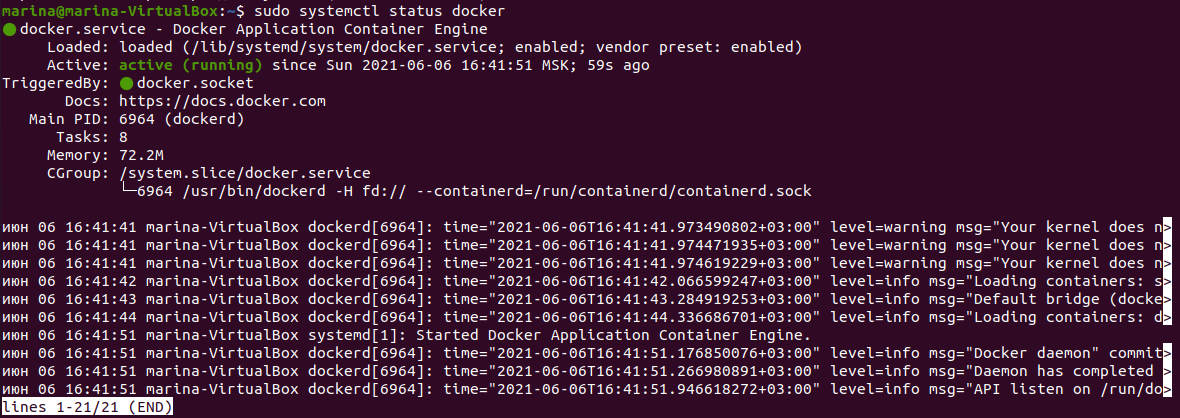 marina@marina-VirtualBox:~$ sudo systemctl status docker
● docker.service - Docker Application Container Engine
     Loaded: loaded (/lib/systemd/system/docker.service; enabled; vendor preset: enabled)
     Active: active (running) since Sun 2021-06-06 16:41:51 MSK; 59s ago
TriggeredBy: ● docker.socket
       Docs: https://docs.docker.com
   Main PID: 6964 (dockerd)
      Tasks: 8
     Memory: 72.2M
     CGroup: /system.slice/docker.service
             └─6964 /usr/bin/dockerd -H fd:// --containerd=/run/containerd/containerd.sock
июн 06 16:41:41 marina-VirtualBox dockerd[6964]: time="2021-06-06T16:41:41.973490802+03:00" level=warning msg="Your kernel does n>
июн 06 16:41:41 marina-VirtualBox dockerd[6964]: time="2021-06-06T16:41:41.974471935+03:00" level=warning msg="Your kernel does n>
июн 06 16:41:41 marina-VirtualBox dockerd[6964]: time="2021-06-06T16:41:41.974619229+03:00" level=warning msg="Your kernel does n>
июн 06 16:41:42 marina-VirtualBox dockerd[6964]: time="2021-06-06T16:41:42.066599247+03:00" level=info msg="Loading containers: s>
июн 06 16:41:43 marina-VirtualBox dockerd[6964]: time="2021-06-06T16:41:43.284919253+03:00" level=info msg="Default bridge (docke>
июн 06 16:41:44 marina-VirtualBox dockerd[6964]: time="2021-06-06T16:41:44.336686701+03:00" level=info msg="Loading containers: d>
июн 06 16:41:51 marina-VirtualBox systemd[1]: Started Docker Application Container Engine.
июн 06 16:41:51 marina-VirtualBox dockerd[6964]: time="2021-06-06T16:41:51.176850076+03:00" level=info msg="Docker daemon" commit>
июн 06 16:41:51 marina-VirtualBox dockerd[6964]: time="2021-06-06T16:41:51.266980891+03:00" level=info msg="Daemon has completed >
июн 06 16:41:51 marina-VirtualBox dockerd[6964]: time="2021-06-06T16:41:51.946618272+03:00" level=info msg="API listen on /run/do>
lines 1-21/21 (END)